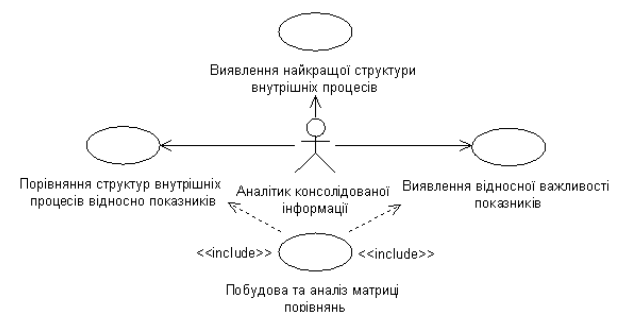 Виявлення найкращої структури
внутрішніх процесів
Порівняння структур внутрішніх
процесів відносно показників
Аналітик консолідованої
інформації
Виявлення відносної важливості
показників
<<include>>
<<include>>
Побудова та аналіз матриці
порівнянь